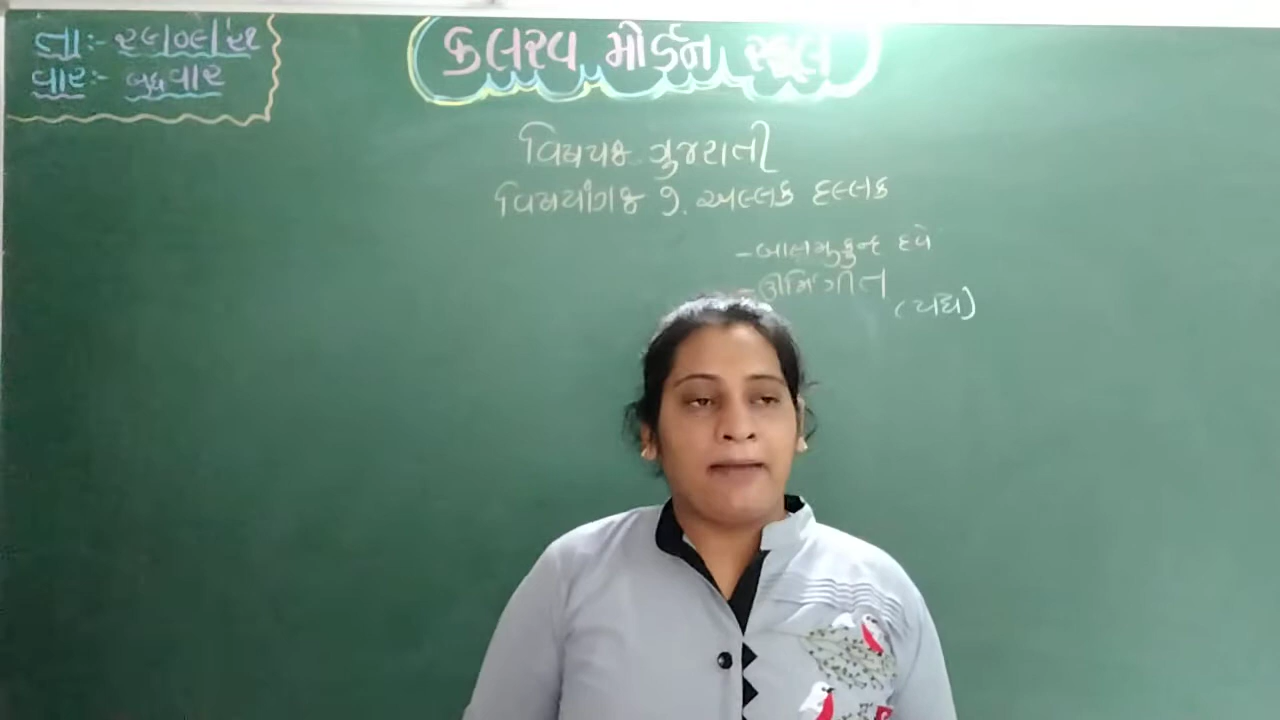 તા:- ૨૯/૦૯/૨૧
વાર:- બુધવાર
કલરવ મોર્ડન સ્કૂલ
વિષય: ગુજરાતી
વિષયાંગ: ૭. અલ્લક દલ્લક
- બાલમુકુન્દ દવે
- ઊર્મિગીત
(પદ્ય)